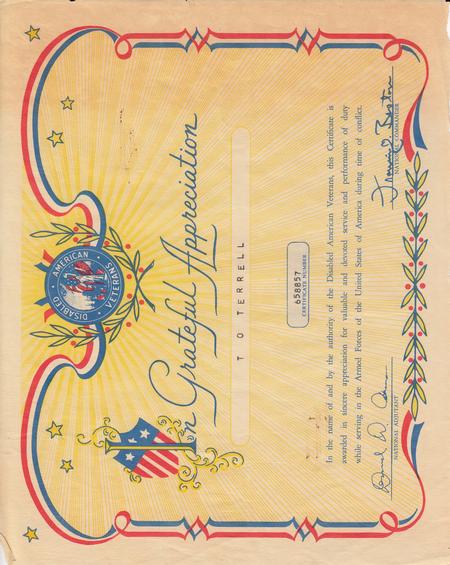 DISABLED AMERICAN VETERANS
In Grateful Appreciation
T O TERRELL
658857
CERTIFICATE NUMBER
In the name of and by the authority of the Disabled American Veterans, this Certificate is
awarded in sincere appreciation for valuable and devoted service and performance of duty
while serving in the Armed Forces of the United States of America during time of conflict.
NATIONAL ADJUTANT
NATIONAL COMMANDER